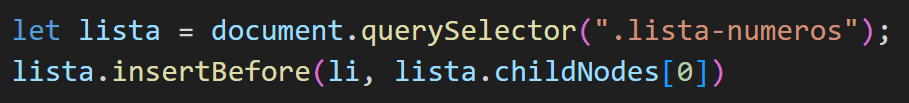 let lista = document.querySelector(".lista-numeros");
lista.insertBefore(li, lista.childNodes[0])